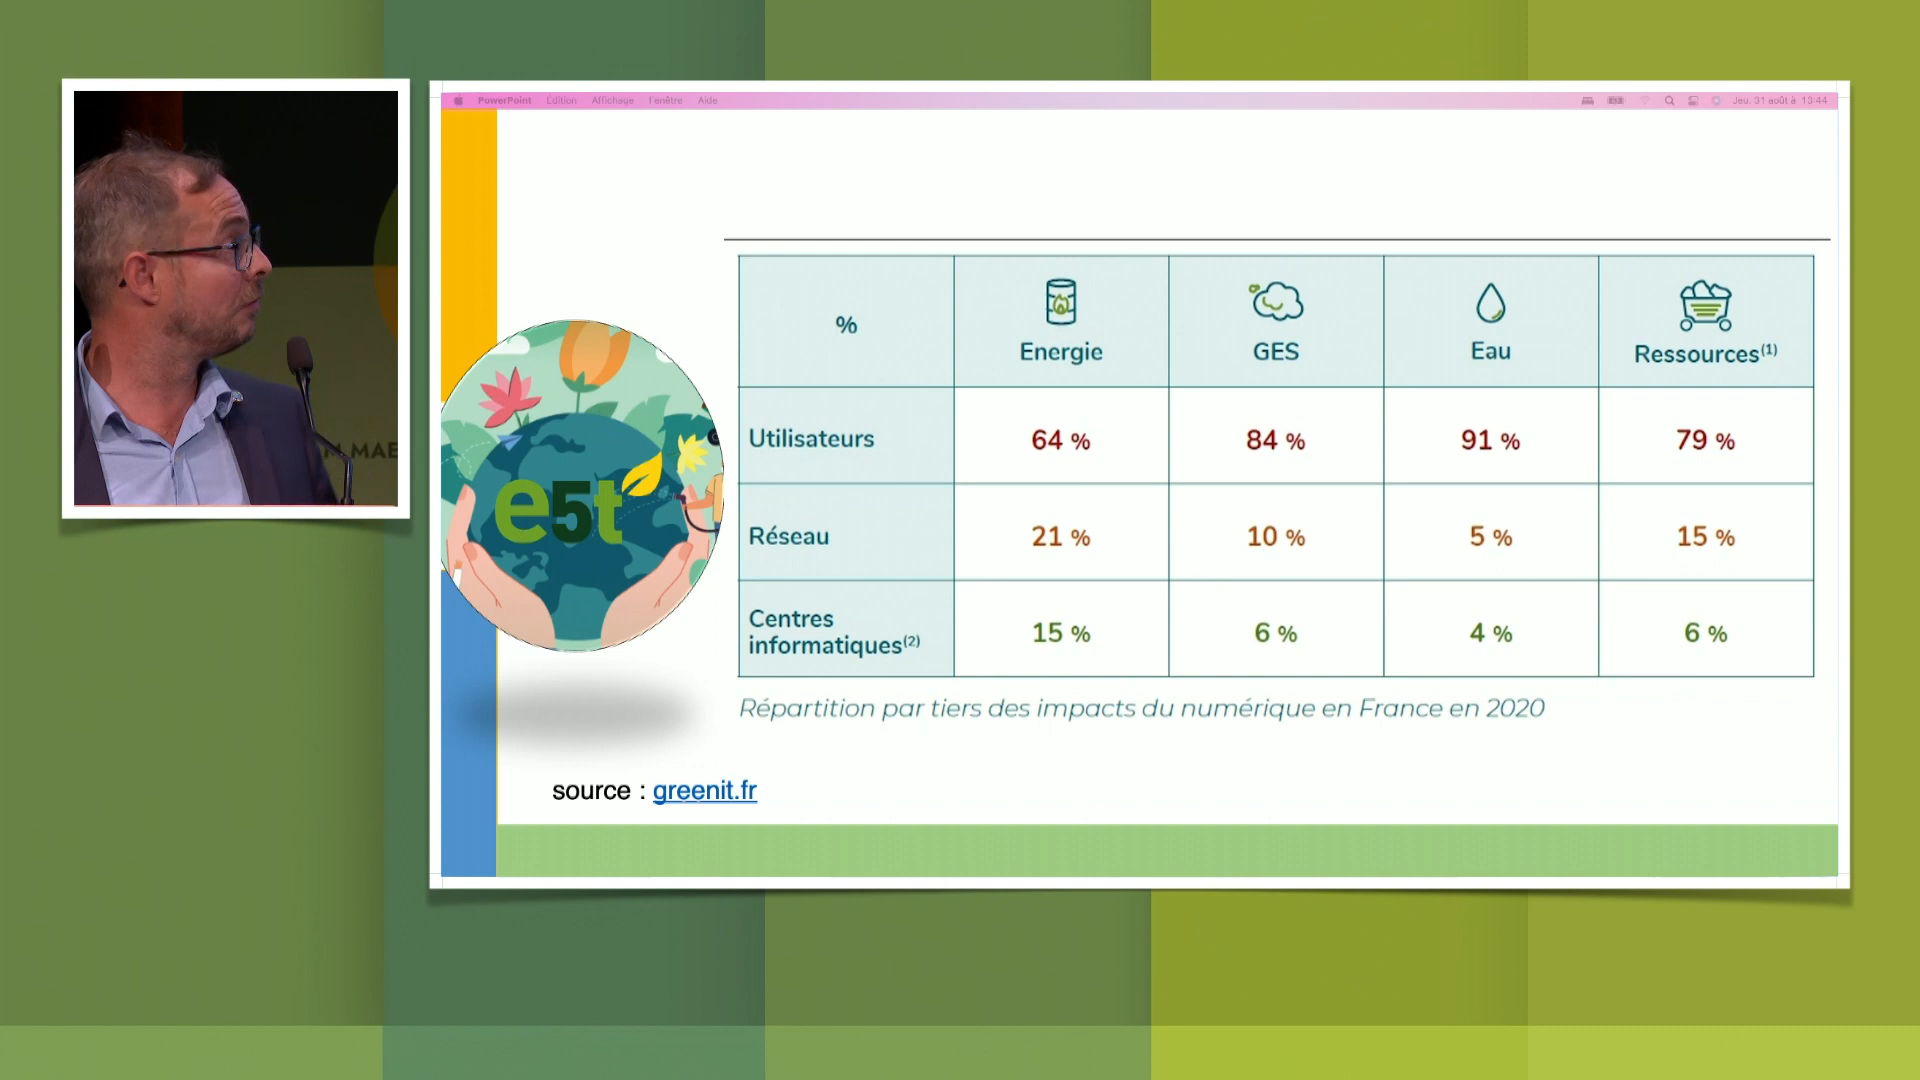 PowerPoint Édition Affichage Fenêtre Aide
Jeu. 31 août à 13:44
MAE
e5t
% Energie GES Eau Ressources(1)
Utilisateurs 64 % 84 % 91 % 79 %
Réseau 21 % 10 % 5 % 15 %
Centres
informatiques(2) 15 % 6 % 4 % 6 %
Répartition par tiers des impacts du numérique en France en 2020
source : greenit.fr